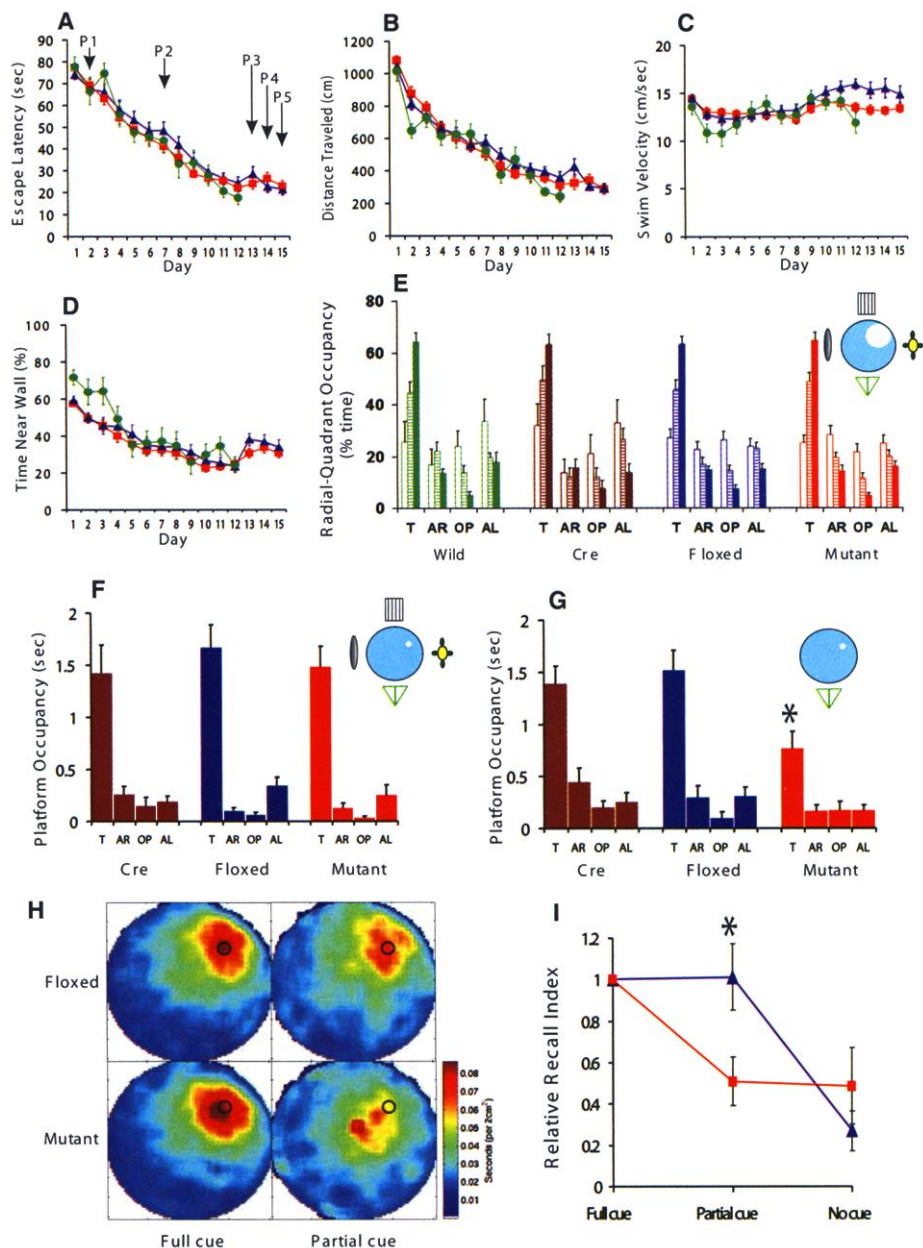 A
Escape Latency (sec)
90
80
70
60
50
40
30
20
10
0
P1
P2
P3
P4
P5
1 2 3 4 5 6 7 8 9 10 11 12 13 14 15
Day
B
Distance Traveled (cm)
1200
1000
800
600
400
200
0
1 2 3 4 5 6 7 8 9 10 11 12 13 14 15
Day
C
Swim Velocity (cm/sec)
25
20
15
10
5
0
1 2 3 4 5 6 7 8 9 10 11 12 13 14 15
Day
D
Time Near Wall (%)
100
80
60
40
20
0
1 2 3 4 5 6 7 8 9 10 11 12 13 14 15
Day
E
Radial-Quadrant Occupancy
(% time)
80
60
40
20
0
T AR OP AL T AR OP AL T AR OP AL T AR OP AL
Wild Cre Floxed Mutant
F
Platform Occupancy (sec)
2
1.5
1
0.5
0
T AR OP AL T AR OP AL T AR OP AL
Cre Floxed Mutant
G
Platform Occupancy (sec)
2
1.5
1
0.5
0
*
T AR OP AL T AR OP AL T AR OP AL
Cre Floxed Mutant
H
Floxed
Mutant
Full cue Partial cue
0.08
0.07
0.06
0.05
0.04
0.03
0.02
0.01
Seconds (per 2cm²)
I
Relative Recall Index
1.2
1
0.8
0.6
0.4
0.2
0
*
Full cue Partial cue No cue